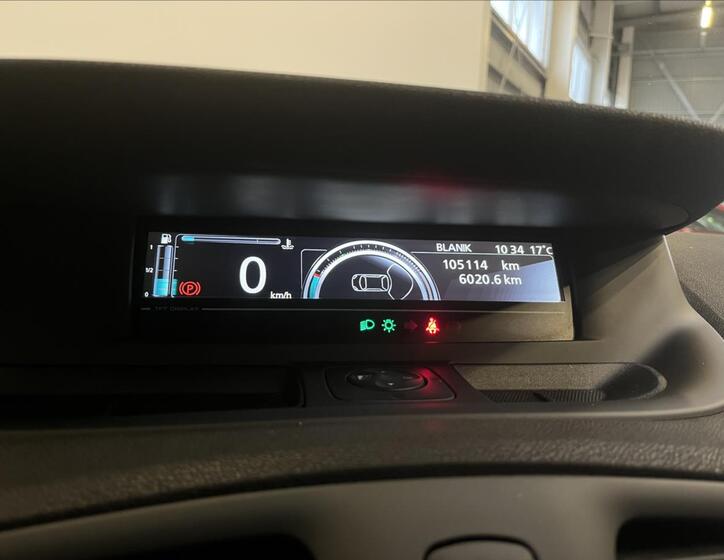 BLANIK 10 34 17°C
1
1/2
0
P
0
km/h
105114 km
6020.6 km
TFT DISPLAY